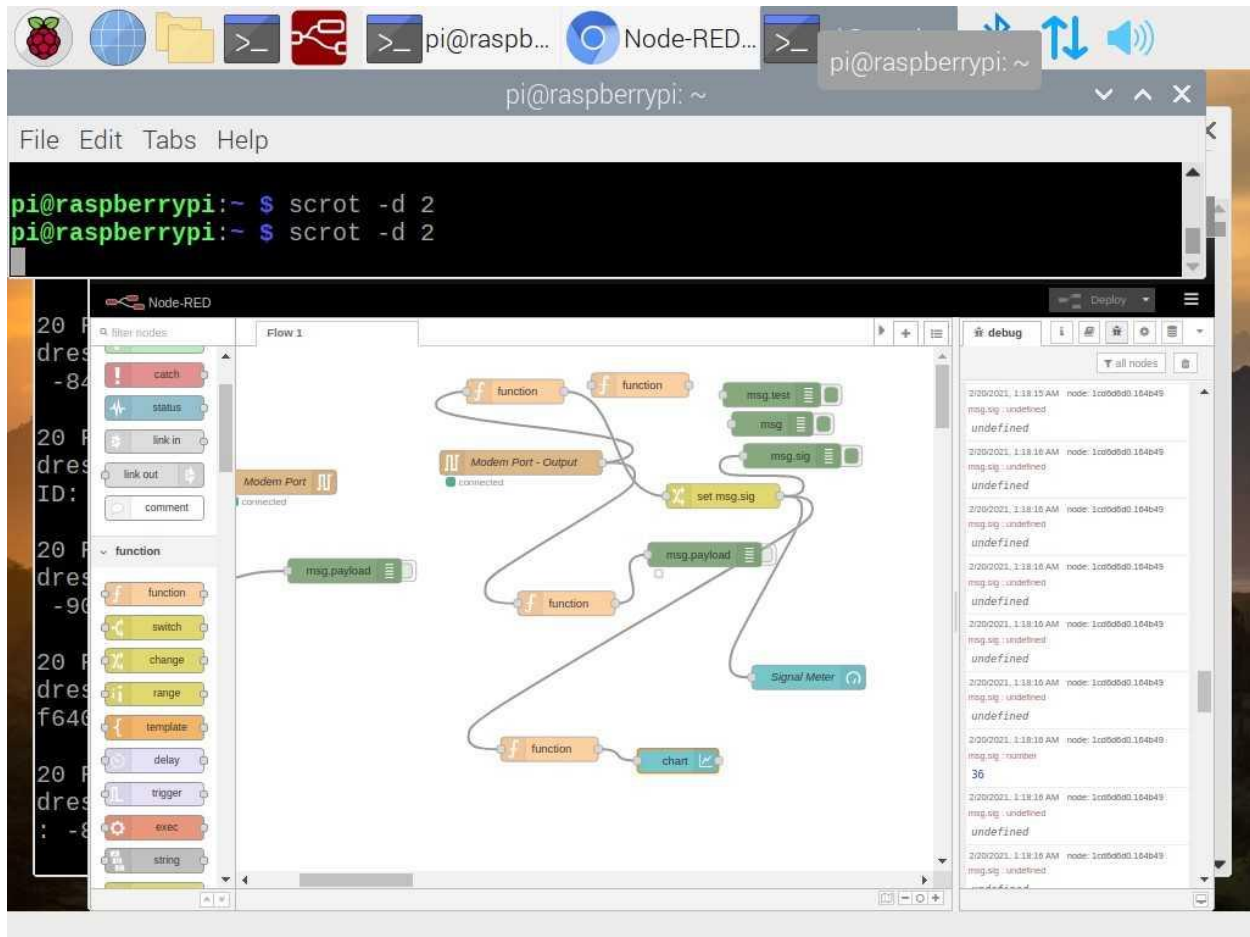 pi@raspb...
Node-RED...
pi@raspberrypi: ~
pi@raspberrypi: ~
File Edit Tabs Help
pi@raspberrypi:~ $ scrot -d 2
pi@raspberrypi:~ $ scrot -d 2
20 F
dres
-84
20 F
dres
ID:
20 F
dres
-90
20 F
dres
f640
20 F
dres
: -8
Node-RED
Deploy
filter nodes
catch
status
link in
link out
comment
function
function
switch
change
range
template
delay
trigger
exec
string
Flow 1
function
function
msg.test
msg
msg.sig
Modem Port - Output
connected
Modem Port
connected
set msg.sig
msg.payload
msg.payload
function
Signal Meter
function
chart
debug
all nodes
2/20/2021, 1:18:15 AM node: 1cd6d6d0.164b49
msg.sig : undefined
undefined
2/20/2021, 1:18:16 AM node: 1cd6d6d0.164b49
msg.sig : undefined
undefined
2/20/2021, 1:18:16 AM node: 1cd6d6d0.164b49
msg.sig : undefined
undefined
2/20/2021, 1:18:16 AM node: 1cd6d6d0.164b49
msg.sig : undefined
undefined
2/20/2021, 1:18:16 AM node: 1cd6d6d0.164b49
msg.sig : undefined
undefined
2/20/2021, 1:18:16 AM node: 1cd6d6d0.164b49
msg.sig : undefined
undefined
2/20/2021, 1:18:16 AM node: 1cd6d6d0.164b49
msg.sig : number
36
2/20/2021, 1:18:16 AM node: 1cd6d6d0.164b49
msg.sig : undefined
undefined
2/20/2021, 1:18:16 AM node: 1cd6d6d0.164b49
msg.sig : undefined